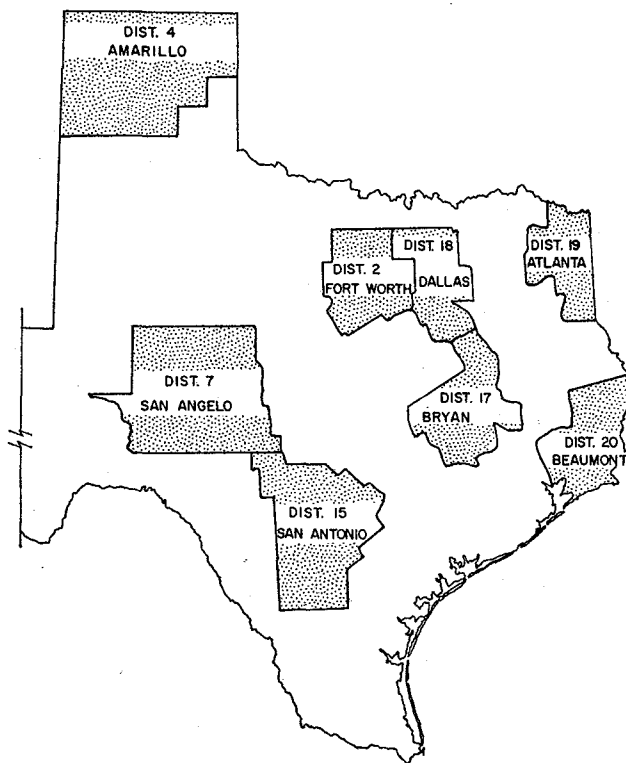 DIST. 4
AMARILLO
DIST. 18
DALLAS
DIST. 2
FORT WORTH
DIST. 19
ATLANTA
DIST. 7
SAN ANGELO
DIST. 17
BRYAN
DIST. 20
BEAUMONT
DIST. 15
SAN ANTONIO